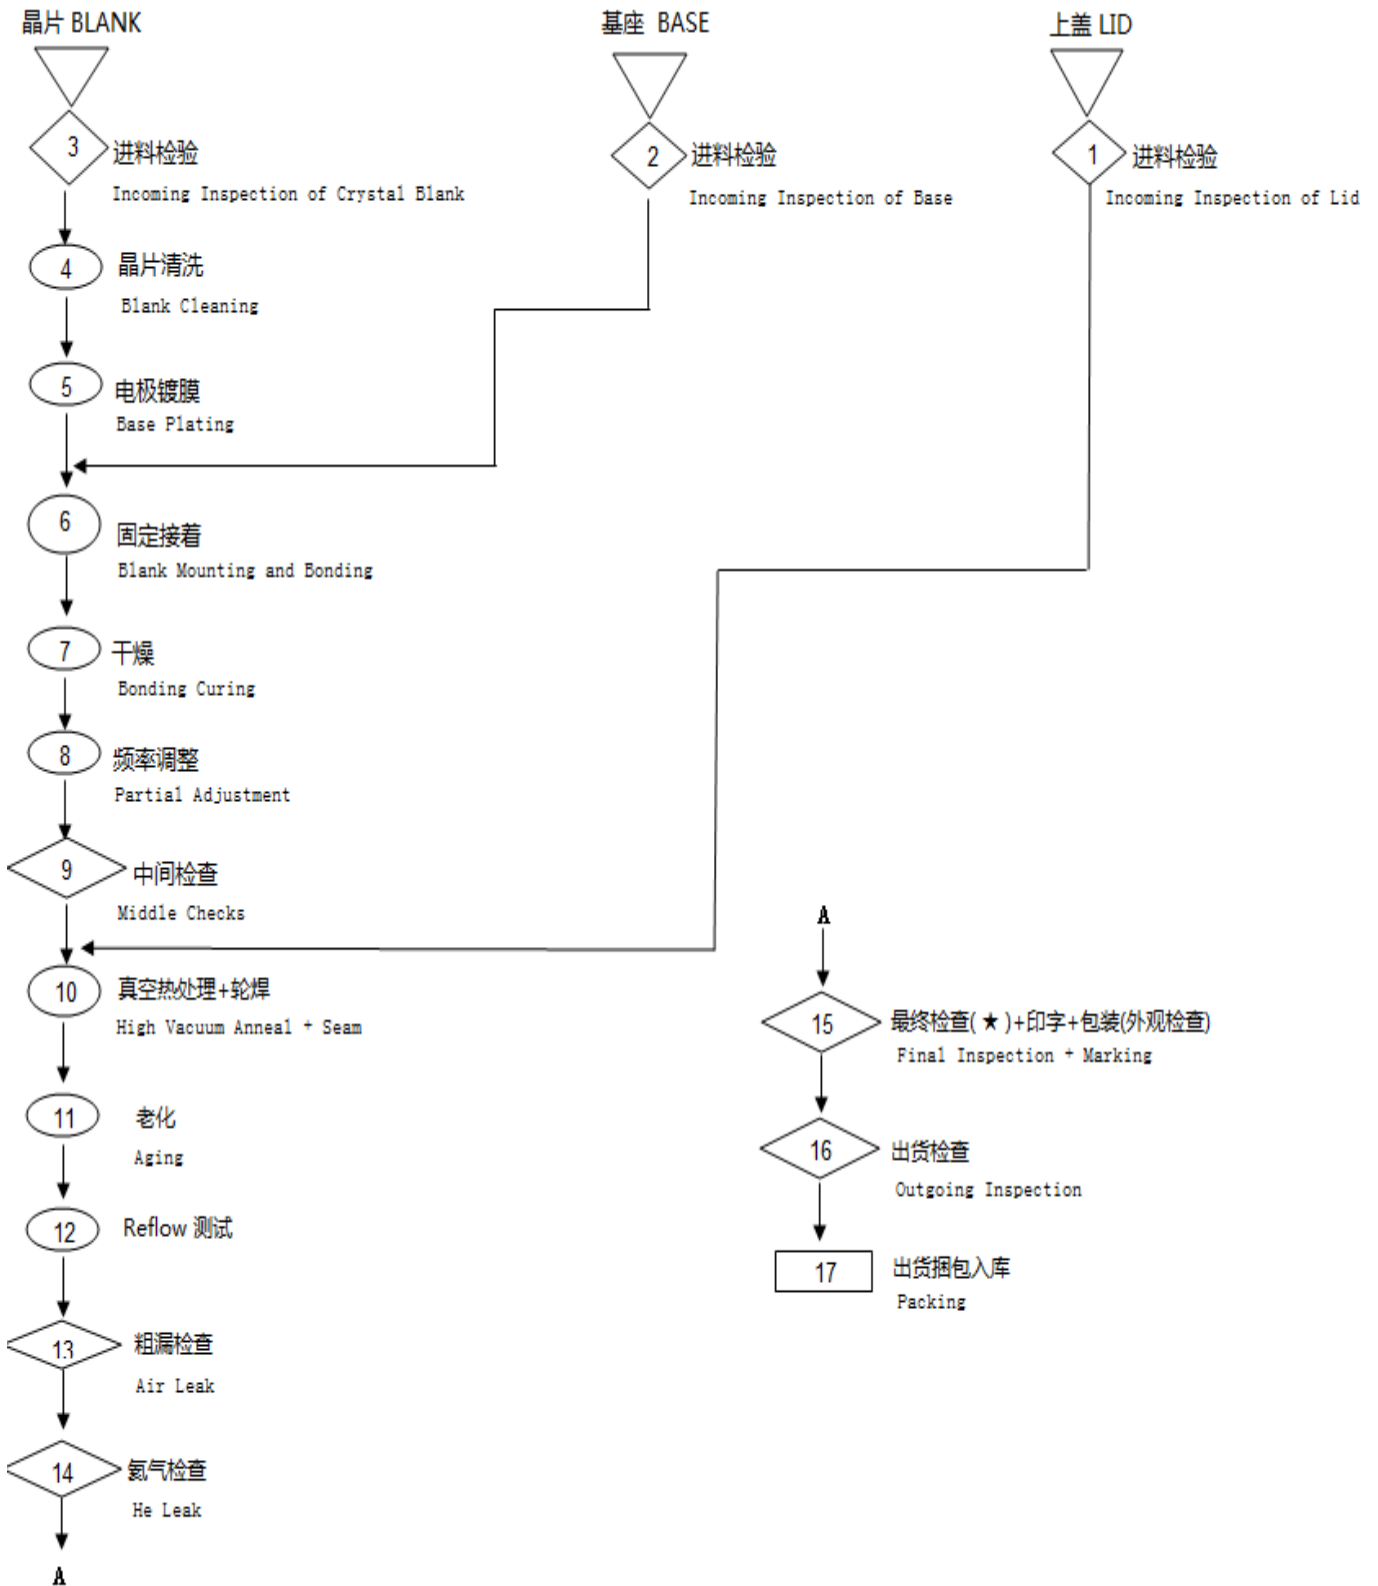 晶片 BLANK
基座 BASE
上盖 LID
3
进料检验
Incoming Inspection of Crystal Blank
2
进料检验
Incoming Inspection of Base
1
进料检验
Incoming Inspection of Lid
4
晶片清洗
Blank Cleaning
5
电极镀膜
Base Plating
6
固定接着
Blank Mounting and Bonding
7
干燥
Bonding Curing
8
频率调整
Partial Adjustment
9
中间检查
Middle Checks
10
真空热处理+轮焊
High Vacuum Anneal + Seam
11
老化
Aging
12
Reflow 测试
13
粗漏检查
Air Leak
14
氦气检查
He Leak
A
A
15
最终检查(★)+印字+包装(外观检查)
Final Inspection + Marking
16
出货检查
Outgoing Inspection
17
出货捆包入库
Packing